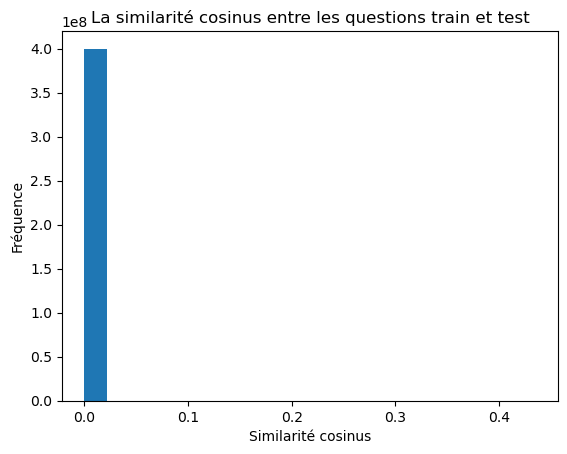 La similarité cosinus entre les questions train et test
1e8
4.0
3.5
3.0
2.5
2.0
1.5
1.0
0.5
0.0
Fréquence
0.0 0.1 0.2 0.3 0.4
Similarité cosinus